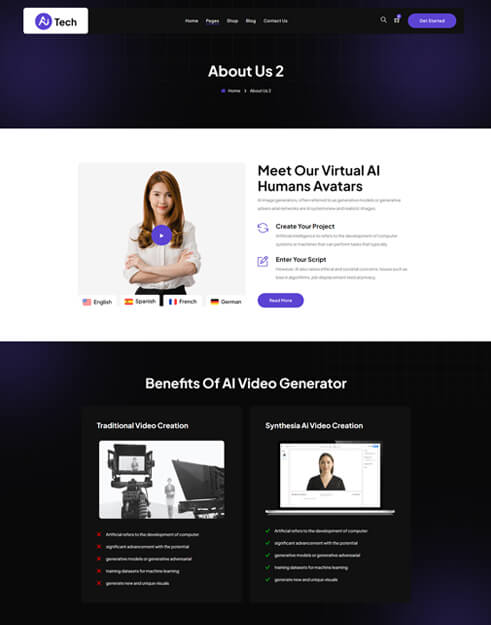 Ai Tech
Home Pages Shop Blog Contact Us
Get Started
About Us 2
Home > About Us 2
Meet Our Virtual AI
Humans Avatars
AI image generators, often referred to as generative models or generative
adversarial networks are AI systems new and realistic images.
Create Your Project
Artificial intelligence to refers to the development of computer
systems or machines that can perform tasks that typically
Enter Your Script
However, AI also raises ethical and societal concerns. Issues such as
bias in algorithms, job displacement and privacy.
Read More
English Spanish French German
Benefits Of AI Video Generator
Traditional Video Creation
Artificial refers to the development of computer
significant advancement with the potential
generative models or generative adversarial
training datasets for machine learning
generate new and unique visuals
Synthesia Ai Video Creation
Artificial refers to the development of computer
significant advancement with the potential
generative models or generative adversarial
training datasets for machine learning
generate new and unique visuals